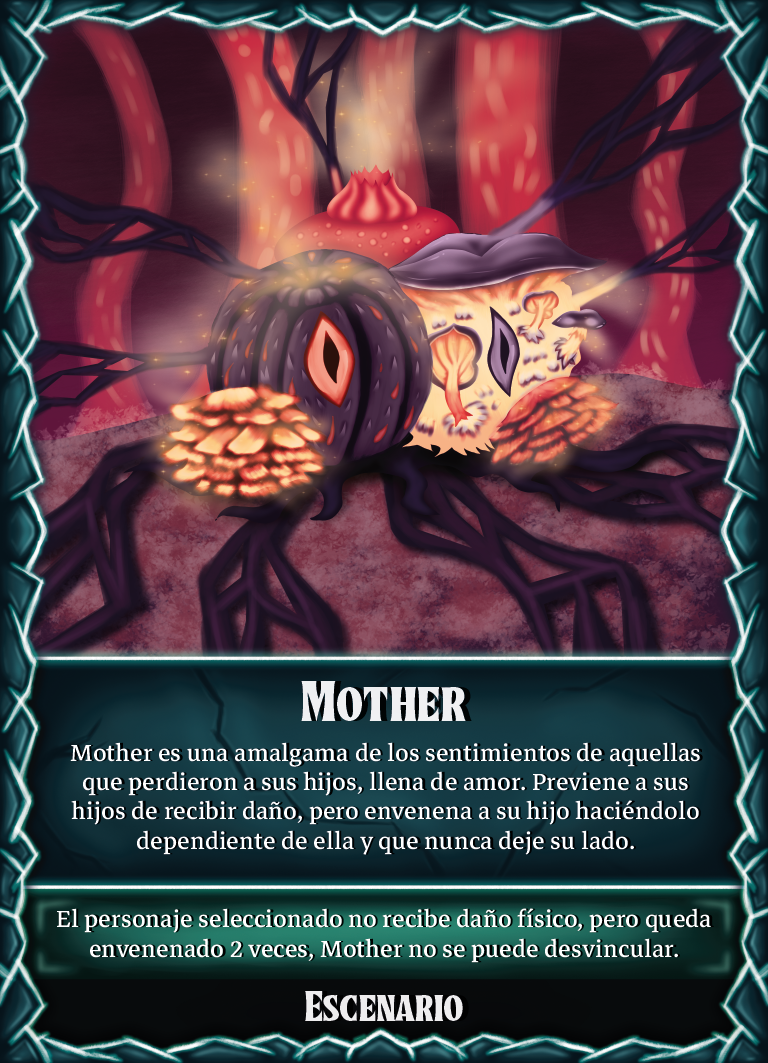 Mother
Mother es una amalgama de los sentimientos de aquellas
que perdieron a sus hijos, llena de amor. Previene a sus
hijos de recibir daño, pero envenena a su hijo haciéndolo
dependiente de ella y que nunca deje su lado.
El personaje seleccionado no recibe daño físico, pero queda
envenenado 2 veces, Mother no se puede desvincular.
Escenario